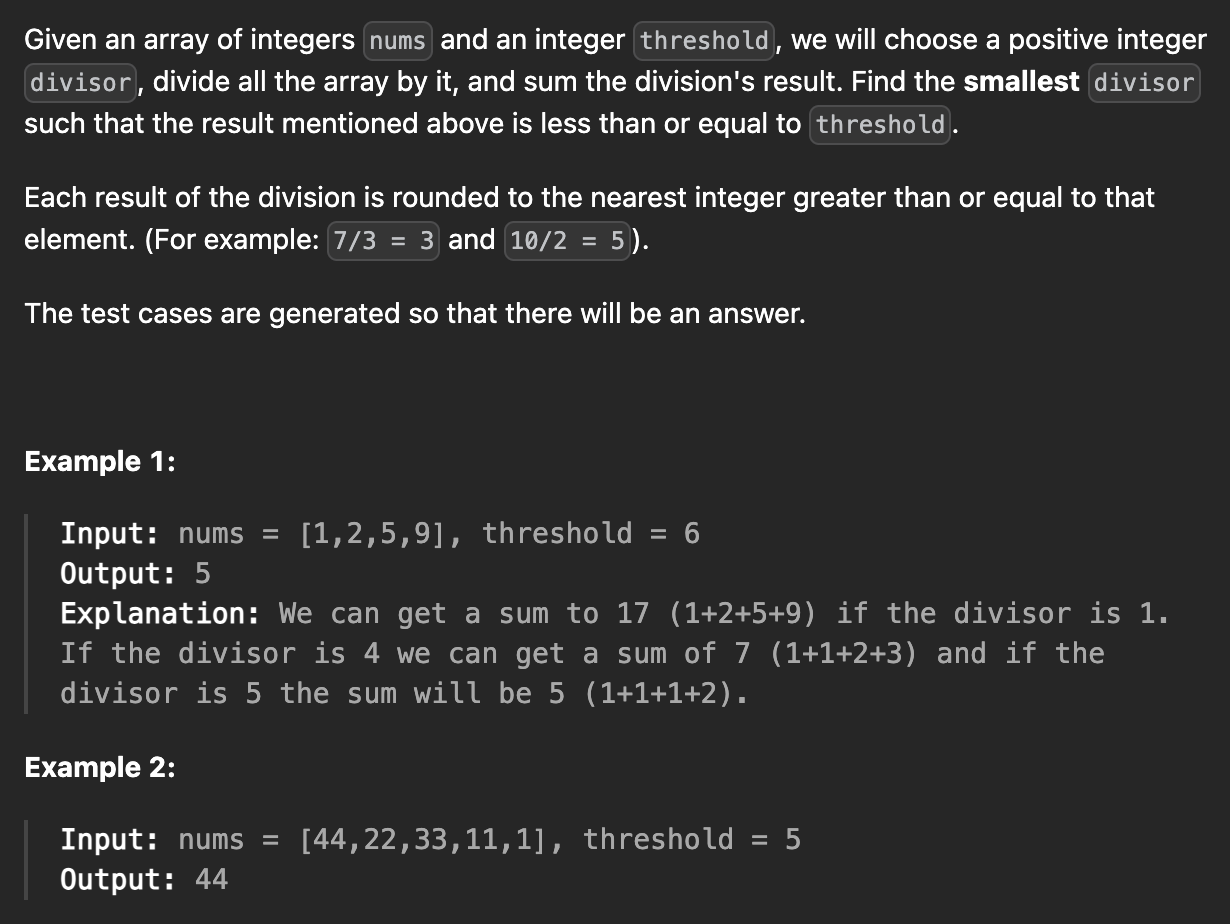 Given an array of integers nums and an integer threshold, we will choose a positive integer
divisor, divide all the array by it, and sum the division's result. Find the smallest divisor
such that the result mentioned above is less than or equal to threshold.
Each result of the division is rounded to the nearest integer greater than or equal to that
element. (For example: 7/3 = 3 and 10/2 = 5).
The test cases are generated so that there will be an answer.
Example 1:
Input: nums = [1,2,5,9], threshold = 6
Output: 5
Explanation: We can get a sum to 17 (1+2+5+9) if the divisor is 1.
If the divisor is 4 we can get a sum of 7 (1+1+2+3) and if the
divisor is 5 the sum will be 5 (1+1+1+2).
Example 2:
Input: nums = [44,22,33,11,1], threshold = 5
Output: 44